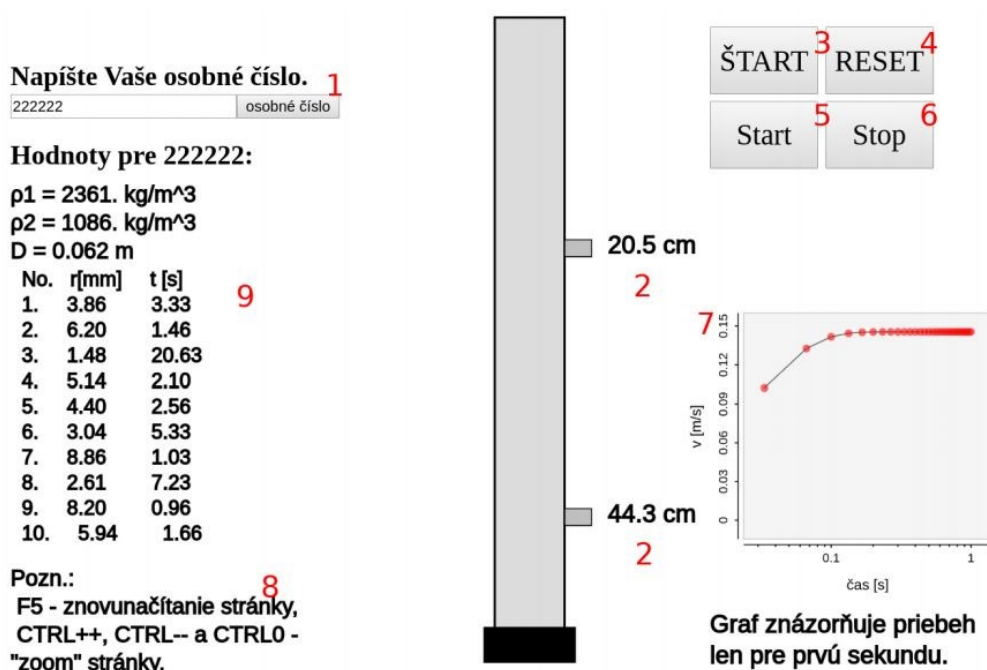 Napíšte Vaše osobné číslo. 1
222222 osobné číslo
Hodnoty pre 222222:
ρ1 = 2361. kg/m^3
ρ2 = 1086. kg/m^3
D = 0.062 m
No. r[mm] t [s]
9
1. 3.86 3.33
2. 6.20 1.46
3. 1.48 20.63
4. 5.14 2.10
5. 4.40 2.56
6. 3.04 5.33
7. 8.86 1.03
8. 2.61 7.23
9. 8.20 0.96
10. 5.94 1.66
Pozn.: 8
F5 - znovunačítanie stránky,
CTRL++, CTRL-- a CTRL0 -
"zoom" stránky.
20.5 cm
2
44.3 cm
2
ŠTART 3 RESET 4
Start 5 Stop 6
7
v [m/s]
0.15
0.12
0.09
0.06
0.03
0
0.1 1
čas [s]
Graf znázorňuje priebeh
len pre prvú sekundu.